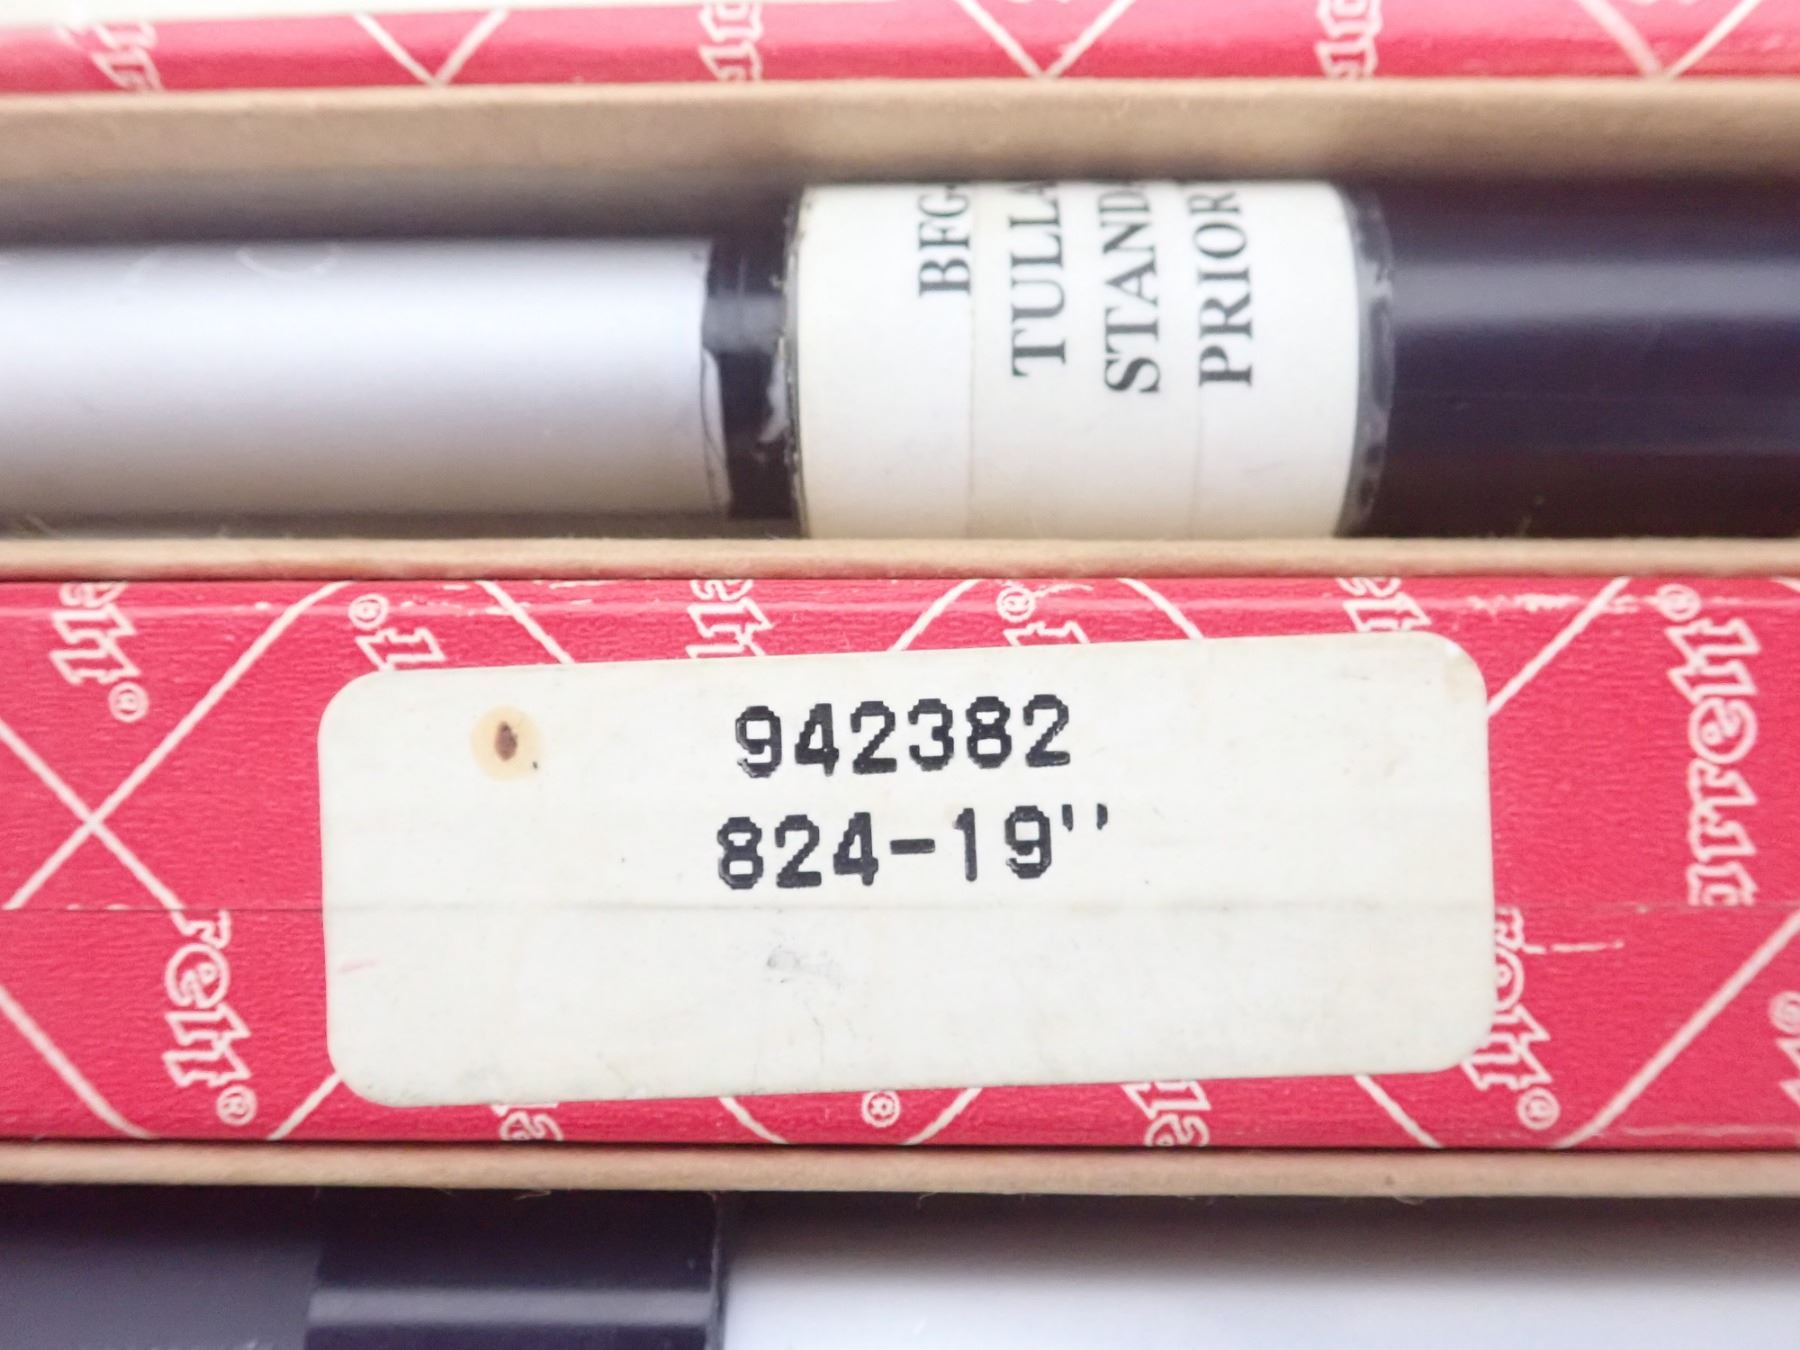 BFG-
TULLA
STAND
PRIOR
942382
824-19"